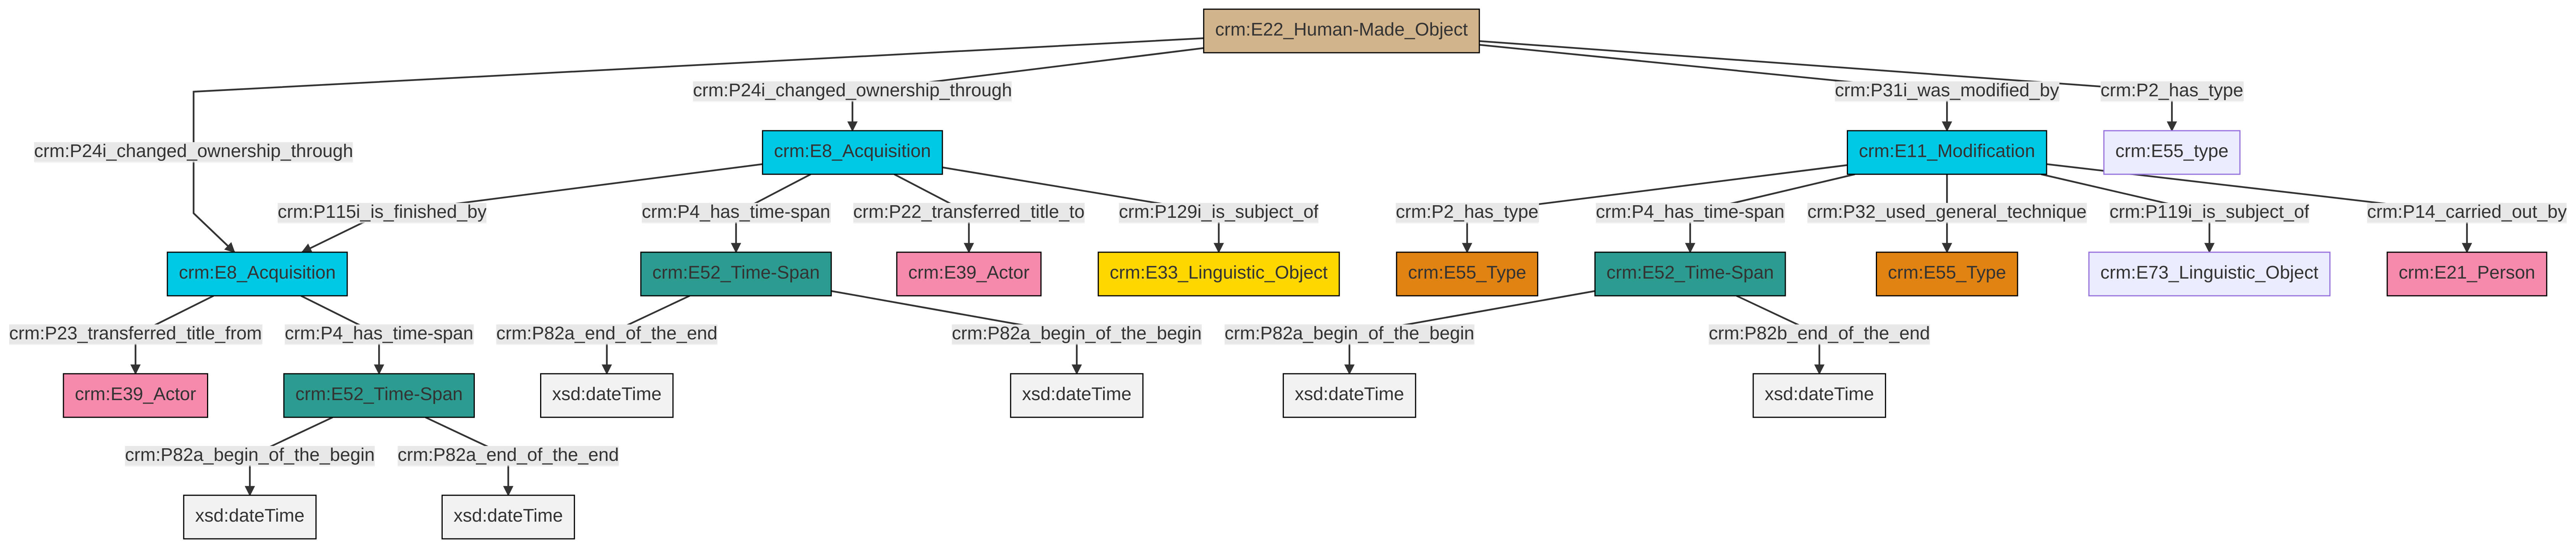 crm:E22_Human-Made_Object
crm:P24i_changed_ownership_through
crm:P31i_was_modified_by
crm:P2_has_type
crm:P24i_changed_ownership_through
crm:E8_Acquisition
crm:E11_Modification
crm:E55_type
crm:P115i_is_finished_by
crm:P4_has_time-span
crm:P22_transferred_title_to
crm:P129i_is_subject_of
crm:P2_has_type
crm:P4_has_time-span
crm:P32_used_general_technique
crm:P119i_is_subject_of
crm:P14_carried_out_by
crm:E8_Acquisition
crm:E52_Time-Span
crm:E39_Actor
crm:E33_Linguistic_Object
crm:E55_Type
crm:E52_Time-Span
crm:E55_Type
crm:E73_Linguistic_Object
crm:E21_Person
crm:P23_transferred_title_from
crm:P4_has_time-span
crm:P82a_end_of_the_end
crm:P82a_begin_of_the_begin
crm:P82a_begin_of_the_begin
crm:P82b_end_of_the_end
crm:E39_Actor
crm:E52_Time-Span
xsd:dateTime
xsd:dateTime
xsd:dateTime
xsd:dateTime
crm:P82a_begin_of_the_begin
crm:P82a_end_of_the_end
xsd:dateTime
xsd:dateTime